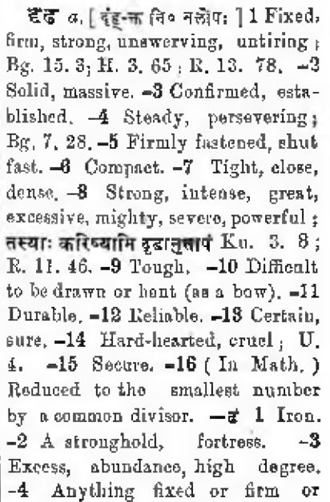 दृढ a. [ दृंह्-क्त नि० नलोपः ] 1 Fixed,
firm, strong, unswerving, untiring ;
Bg. 15. 3; H. 3. 65 ; R. 13. 78. -2
Solid, massive. -3 Confirmed, esta-
blished. -4 Steady, persevering;
Bg. 7. 28. -5 Firmly fastened, shut
fast. -6 Compact. -7 Tight, close,
dense. -8 Strong, intense, great,
excessive, mighty, severe, powerful ;
तस्याः करिष्यामि दृढानुतापं Ku. 3. 8 ;
R. 11. 46. -9 Tough. -10 Difficult
to be drawn or bent (as a bow). -11
Durable. -12 Reliable. -13 Certain,
sure. -14 Hard-hearted, cruel ; U.
4. -15 Secure. -16 ( In Math. )
Reduced to the smallest number
by a common divisor. -ढं 1 Iron.
-2 A stronghold, fortress. -3
Excess, abundance, high degree.
-4 Anything fixed or firm or